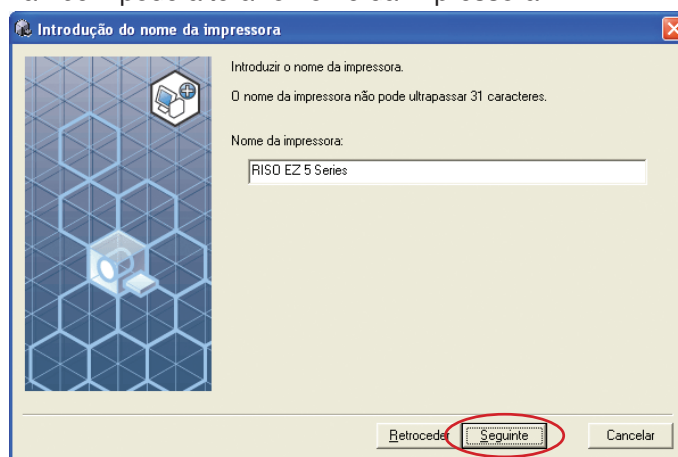 Introdução do nome da impressora
Introduzir o nome da impressora.
O nome da impressora não pode ultrapassar 31 caracteres.
Nome da impressora:
RISO EZ 5 Series
Retroceder Seguinte Cancelar